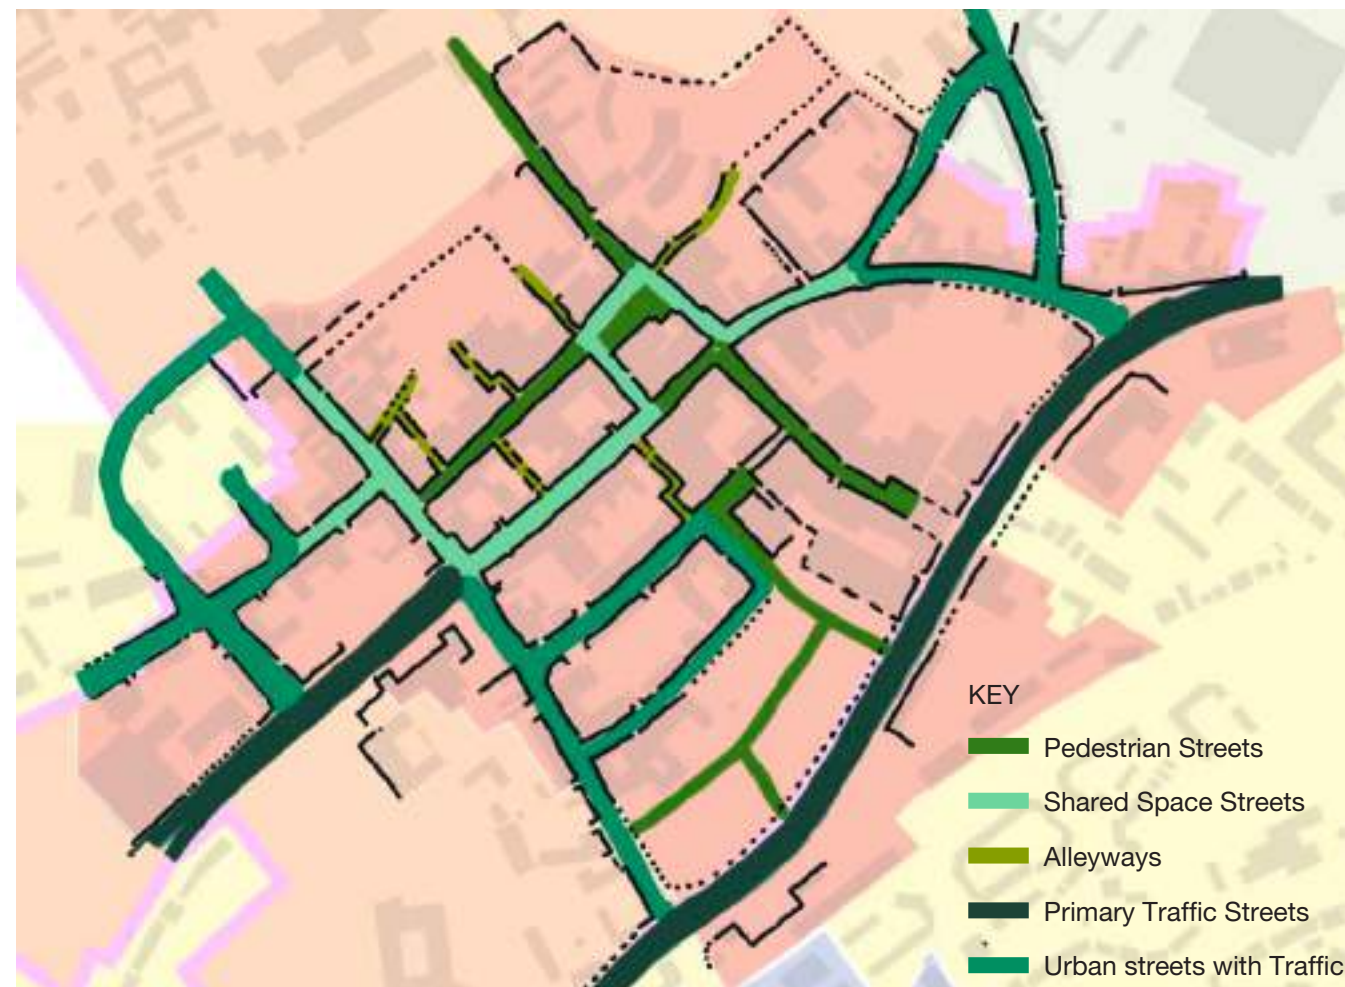 KEY
Pedestrian Streets
Shared Space Streets
Alleyways
Primary Traffic Streets
Urban streets with Traffic